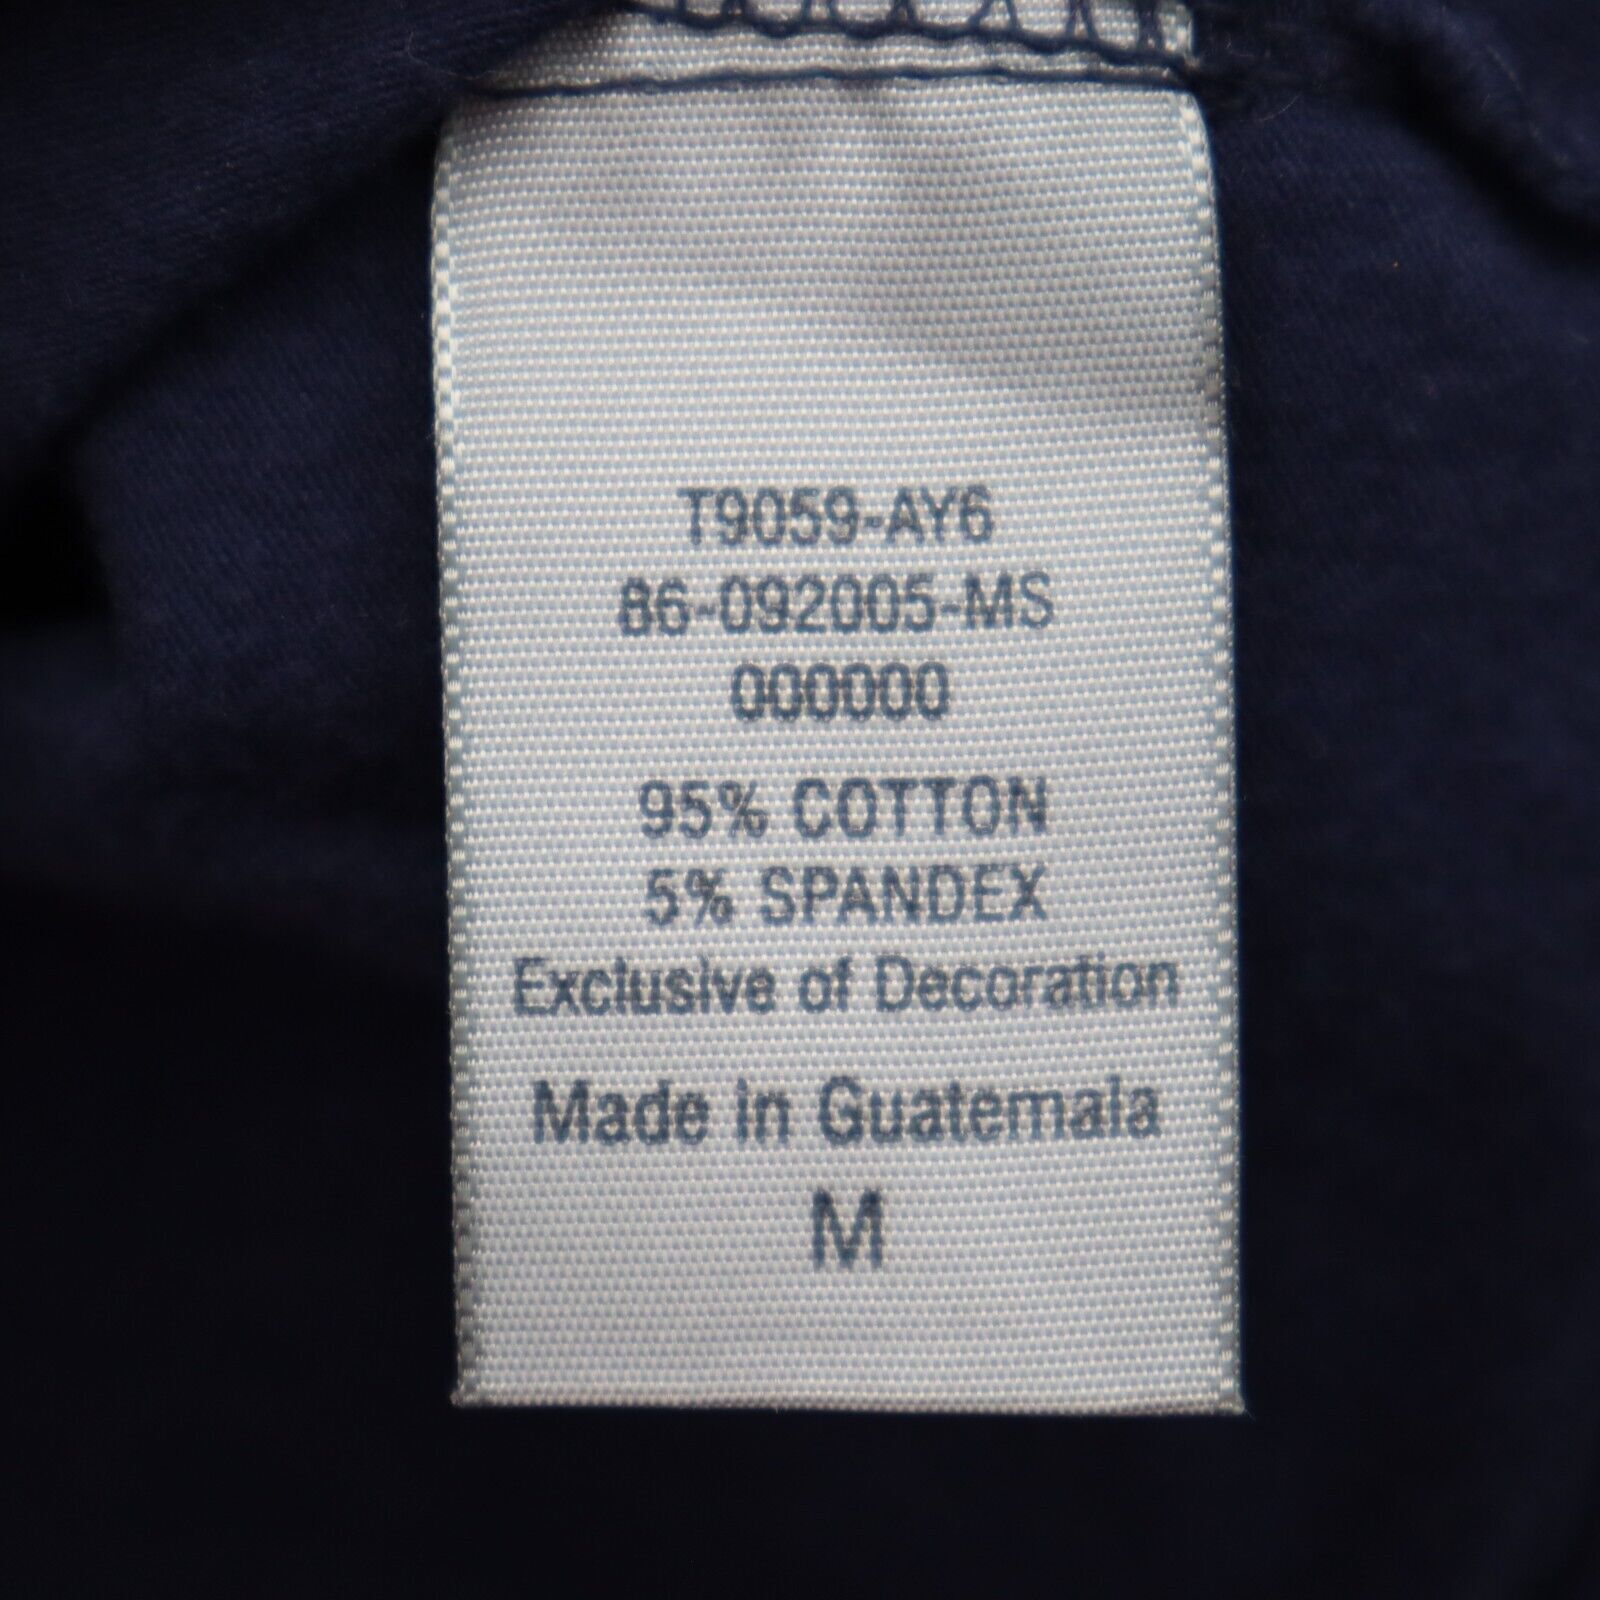 T9059-AY6
86-092005-MS
000000
95% COTTON
5% SPANDEX
Exclusive of Decoration
Made in Guatemala
M